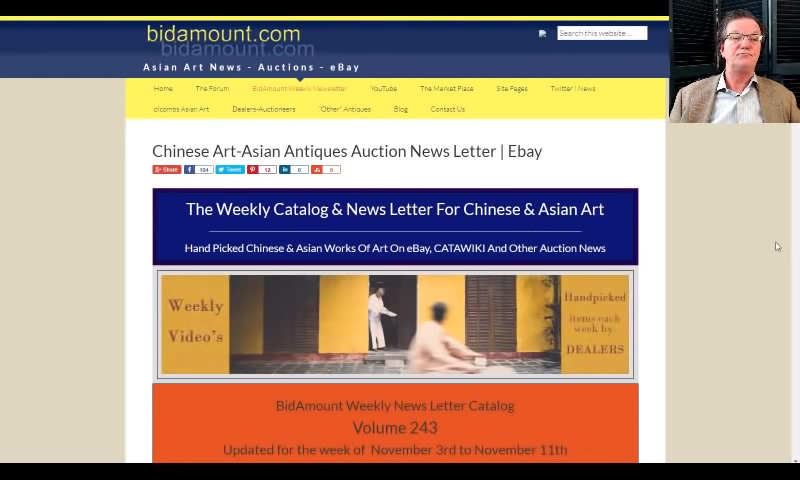 bidamount.com
bidamount.com
Asian Art News - Auctions - eBay
Search this website…
Home The Forum BidAmount Weekly Newsletter YouTube The Market Place Site Pages Twitter | News
plcombs Asian Art Dealers-Auctioneers "Other" Antiques Blog Contact Us
Chinese Art-Asian Antiques Auction News Letter | Ebay
Share 194 Tweet 12 0 0
The Weekly Catalog & News Letter For Chinese & Asian Art
Hand Picked Chinese & Asian Works Of Art On eBay, CATAWIKI And Other Auction News
Weekly
Video's
Handpicked
items each
week by
DEALERS
BidAmount Weekly News Letter Catalog
Volume 243
Updated for the week of November 3rd to November 11th